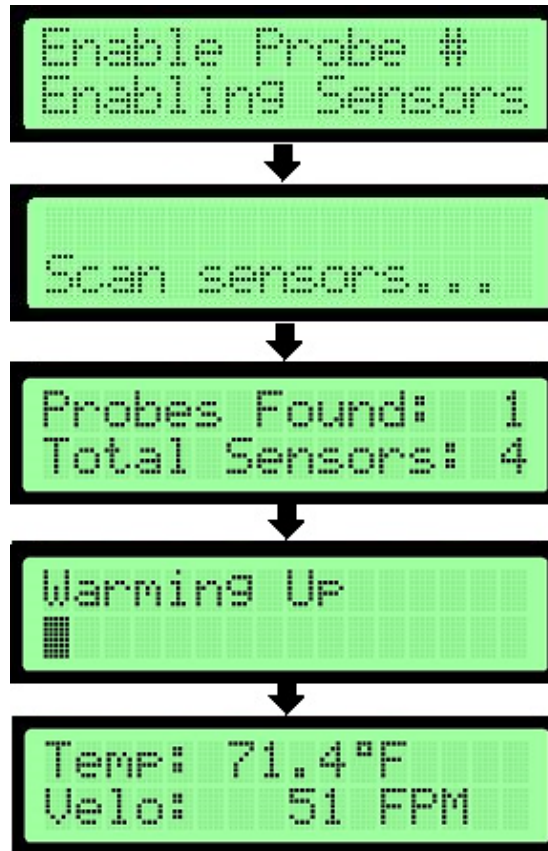 Enable Probe #
Enabling Sensors
Scan sensors...
Probes Found: 1
Total Sensors: 4
Warming Up
Temp: 71.4°F
Velo: 51 FPM